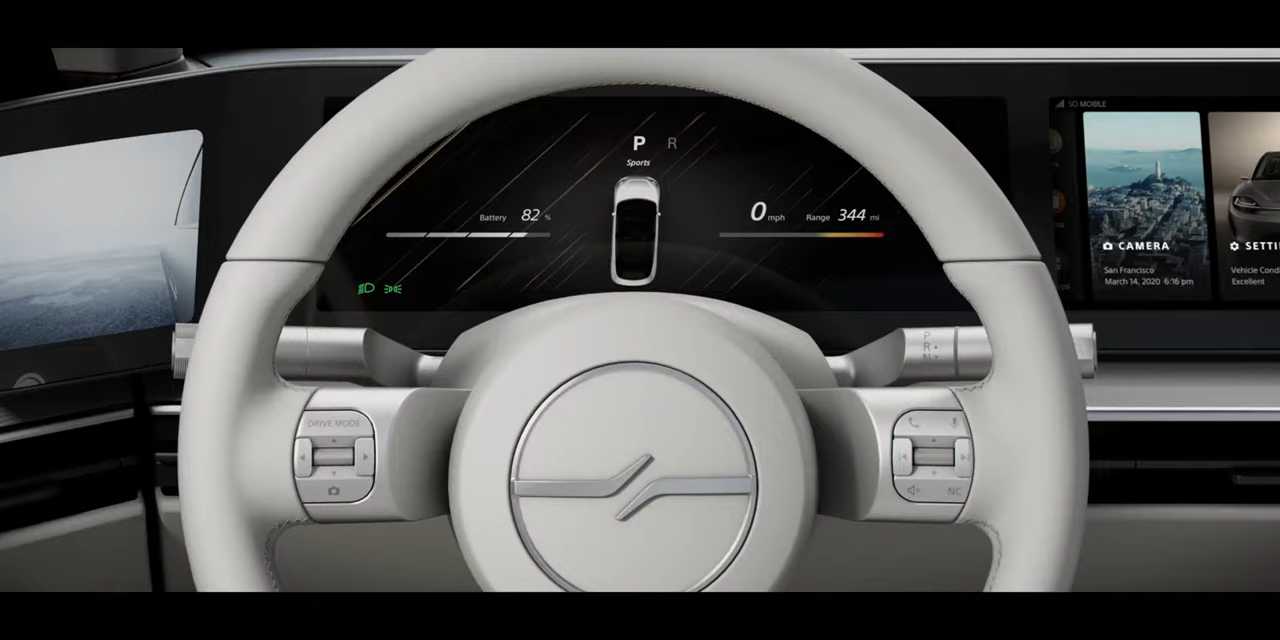 SO MOBILE
P R
Sports
Battery 82 %
0 mph Range 344 mi
CAMERA
San Francisco
March 14, 2020 6:16 pm
SETTI
Vehicle Cond
Excellent
P
R
DRIVE MODE
NC